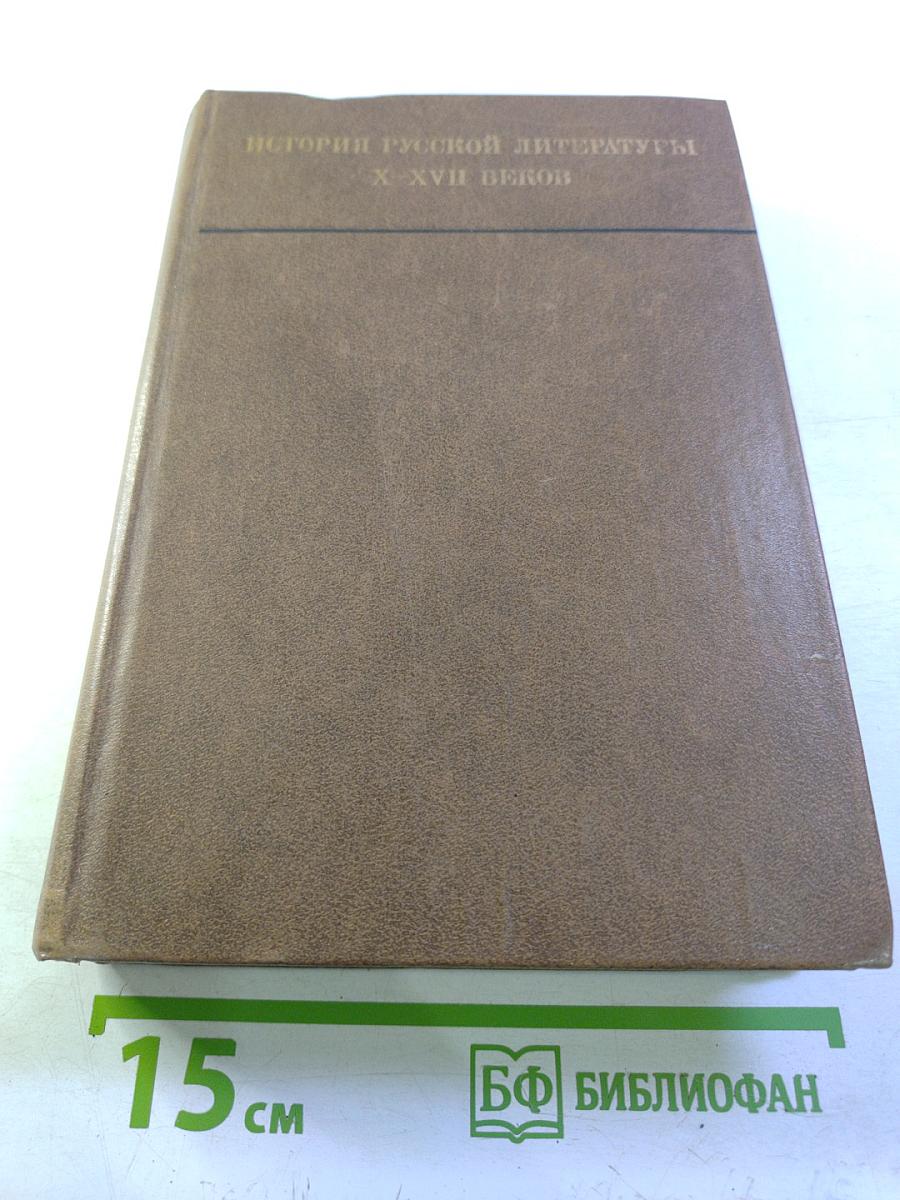 ИСТОРИЯ РУССКОЙ ЛИТЕРАТУРЫ
X-XVII ВЕКОВ
15 см
БФ БИБЛИОФАН